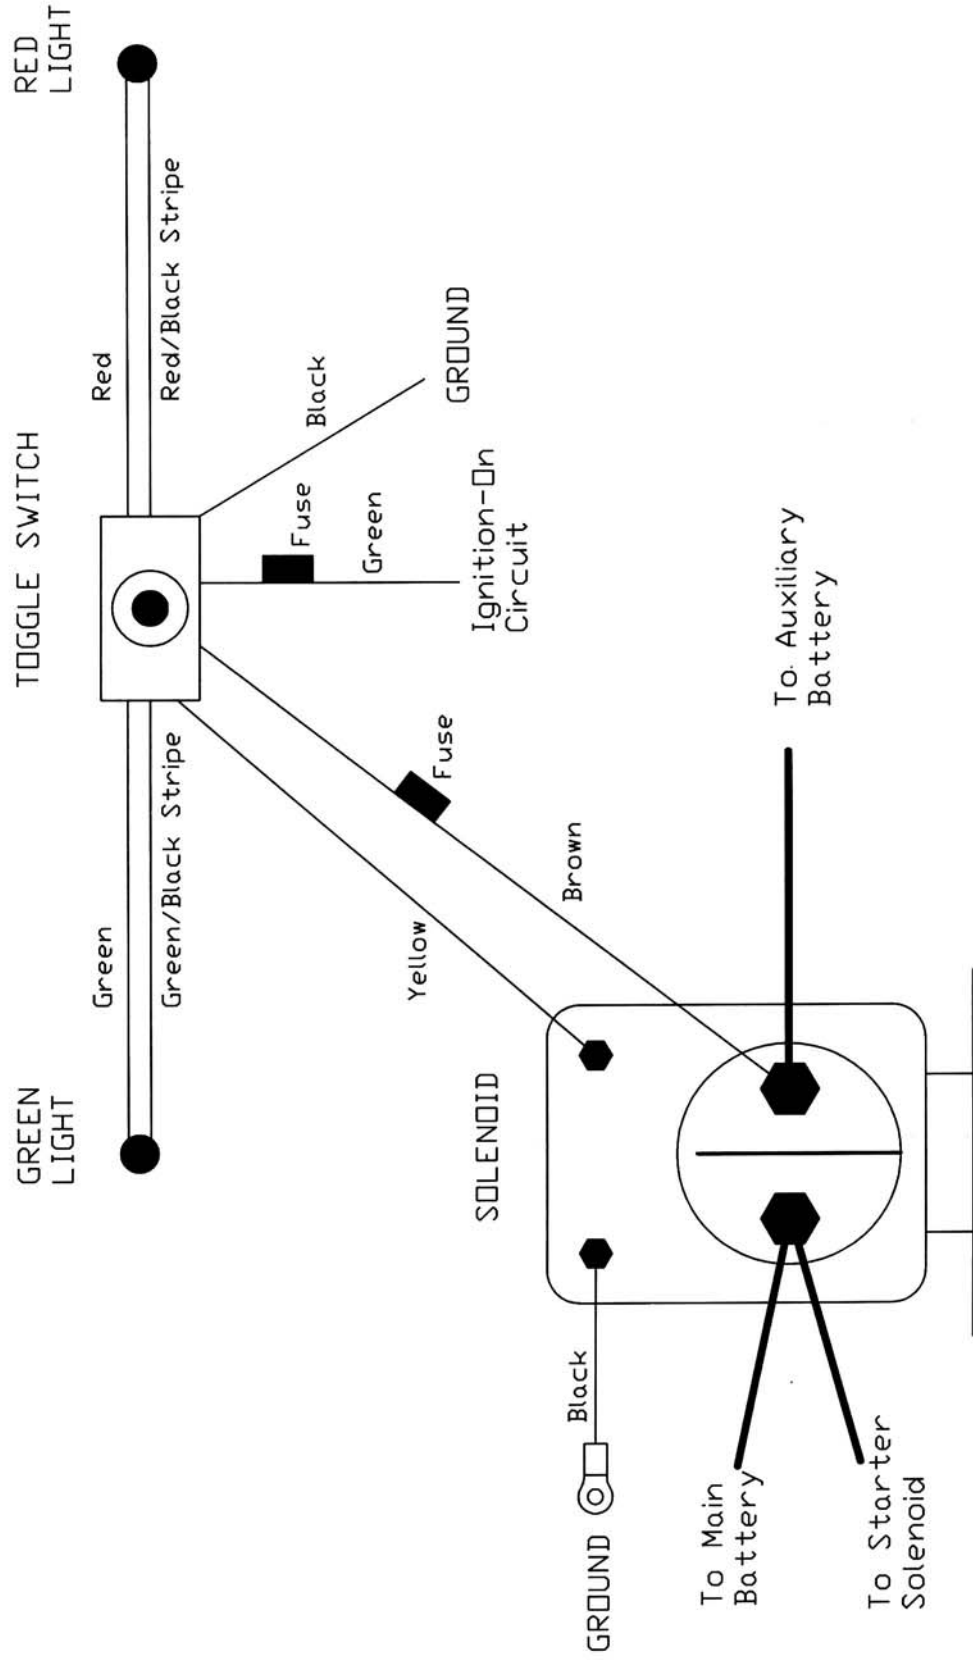 GREEN
LIGHT
TOGGLE SWITCH
RED
LIGHT
Green
Red
Green/Black Stripe
Red/Black Stripe
Black
Fuse
Green
GROUND
Ignition-On
Circuit
Yellow
Fuse
Brown
SOLENOID
Black
GROUND
To Main
Battery
To Auxiliary
Battery
To Starter
Solenoid